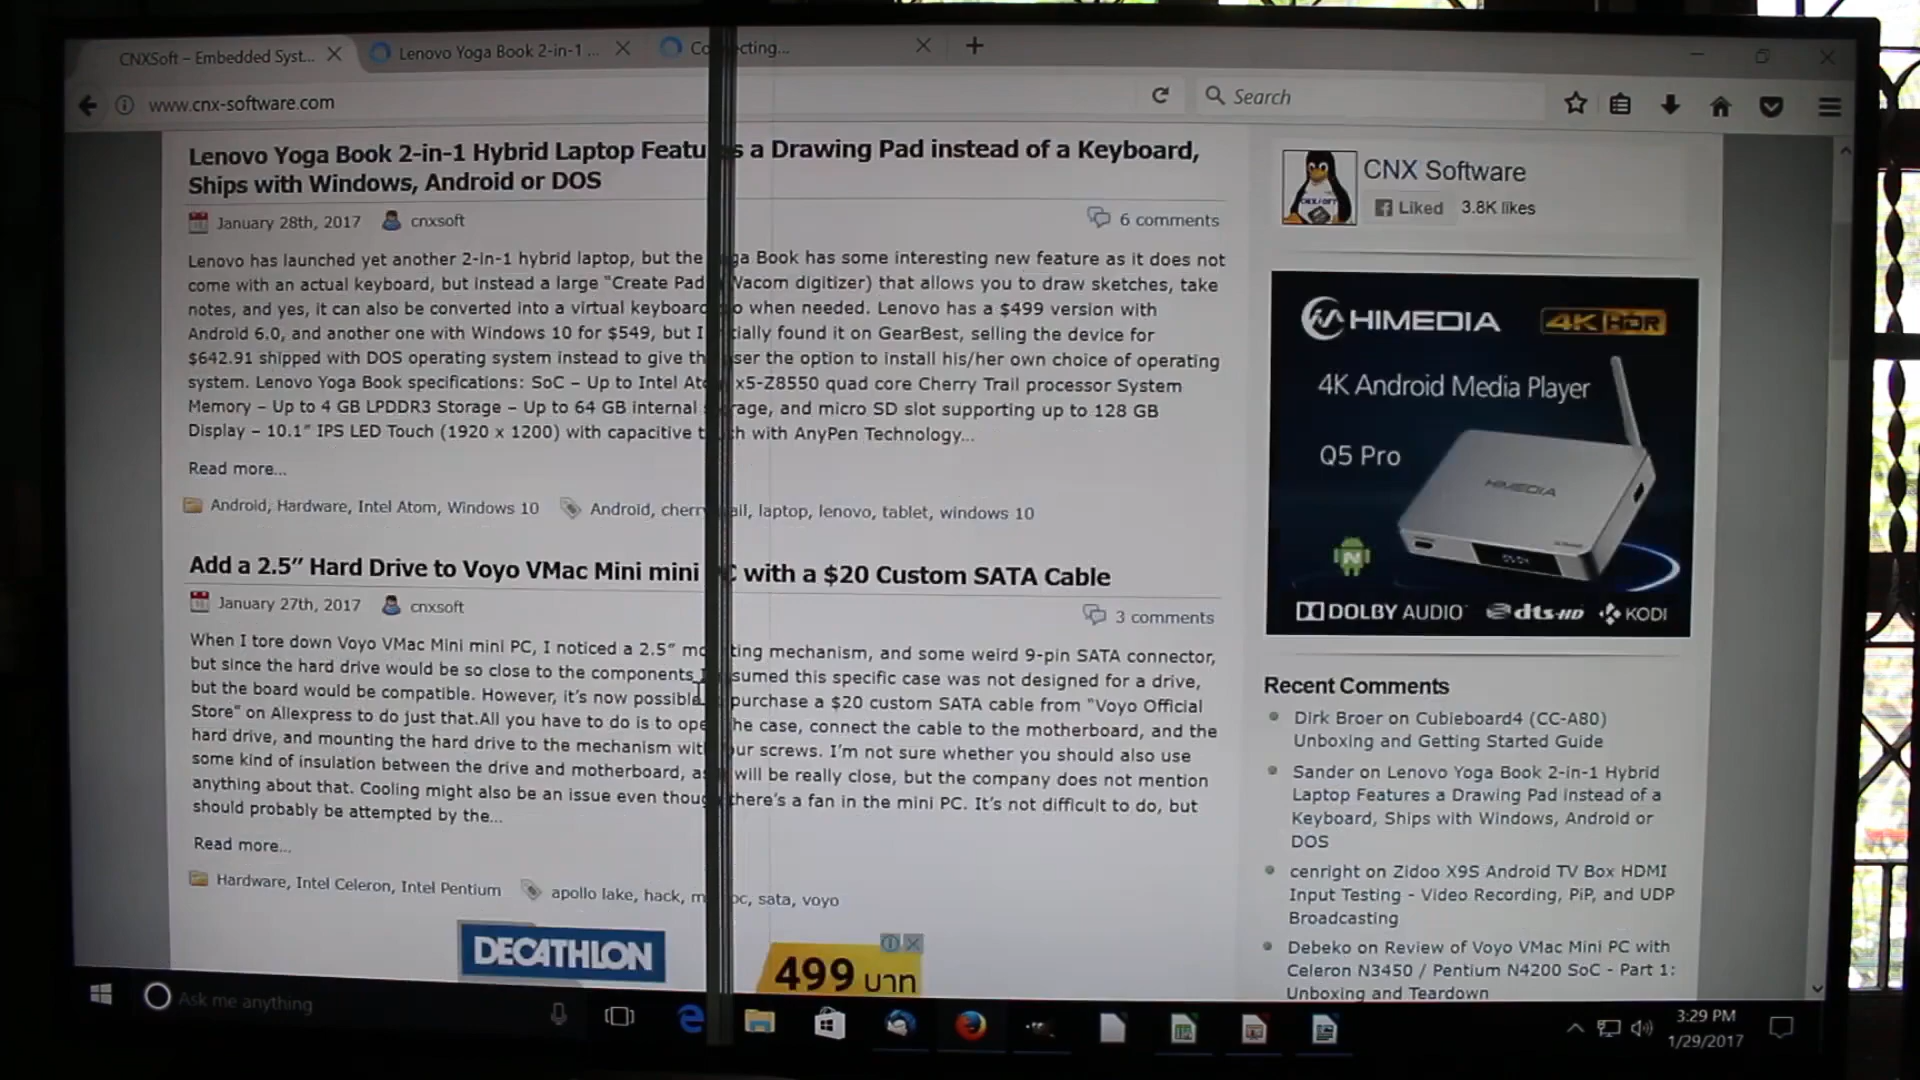 CNXSoft – Embedded Syst...
Lenovo Yoga Book 2-in-1 ...
Co cting...
www.cnx-software.com
Search
Lenovo Yoga Book 2-in-1 Hybrid Laptop Featu s a Drawing Pad instead of a Keyboard,
Ships with Windows, Android or DOS
January 28th, 2017 cnxsoft 6 comments
Lenovo has launched yet another 2-in-1 hybrid laptop, but the ga Book has some interesting new feature as it does not
come with an actual keyboard, but instead a large "Create Pad Wacom digitizer) that allows you to draw sketches, take
notes, and yes, it can also be converted into a virtual keyboard o when needed. Lenovo has a $499 version with
Android 6.0, and another one with Windows 10 for $549, but I tially found it on GearBest, selling the device for
$642.91 shipped with DOS operating system instead to give th ser the option to install his/her own choice of operating
system. Lenovo Yoga Book specifications: SoC – Up to Intel Ato x5-Z8550 quad core Cherry Trail processor System
Memory – Up to 4 GB LPDDR3 Storage – Up to 64 GB internal rage, and micro SD slot supporting up to 128 GB
Display – 10.1" IPS LED Touch (1920 x 1200) with capacitive t h with AnyPen Technology...
Read more...
Android, Hardware, Intel Atom, Windows 10 Android, cherry ail, laptop, lenovo, tablet, windows 10
Add a 2.5" Hard Drive to Voyo VMac Mini mini PC with a $20 Custom SATA Cable
January 27th, 2017 cnxsoft 3 comments
When I tore down Voyo VMac Mini mini PC, I noticed a 2.5" mo ting mechanism, and some weird 9-pin SATA connector,
but since the hard drive would be so close to the components I sumed this specific case was not designed for a drive,
but the board would be compatible. However, it's now possible purchase a $20 custom SATA cable from "Voyo Official
Store" on Aliexpress to do just that.All you have to do is to ope he case, connect the cable to the motherboard, and the
hard drive, and mounting the hard drive to the mechanism wit ur screws. I'm not sure whether you should also use
some kind of insulation between the drive and motherboard, as will be really close, but the company does not mention
anything about that. Cooling might also be an issue even thoug there's a fan in the mini PC. It's not difficult to do, but
should probably be attempted by the...
Read more...
Hardware, Intel Celeron, Intel Pentium apollo lake, hack, m pc, sata, voyo
DECATHLON
499 บาท
CNX Software
Liked 3.8K likes
HIMEDIA 4K HDR
4K Android Media Player
Q5 Pro
HIMEDIA
DOLBY AUDIO dts-HD KODI
Recent Comments
Dirk Broer on Cubieboard4 (CC-A80)
Unboxing and Getting Started Guide
Sander on Lenovo Yoga Book 2-in-1 Hybrid
Laptop Features a Drawing Pad instead of a
Keyboard, Ships with Windows, Android or
DOS
cenright on Zidoo X9S Android TV Box HDMI
Input Testing - Video Recording, PiP, and UDP
Broadcasting
Debeko on Review of Voyo VMac Mini PC with
Celeron N3450 / Pentium N4200 SoC - Part 1:
Unboxing and Teardown
Ask me anything
3:29 PM
1/29/2017